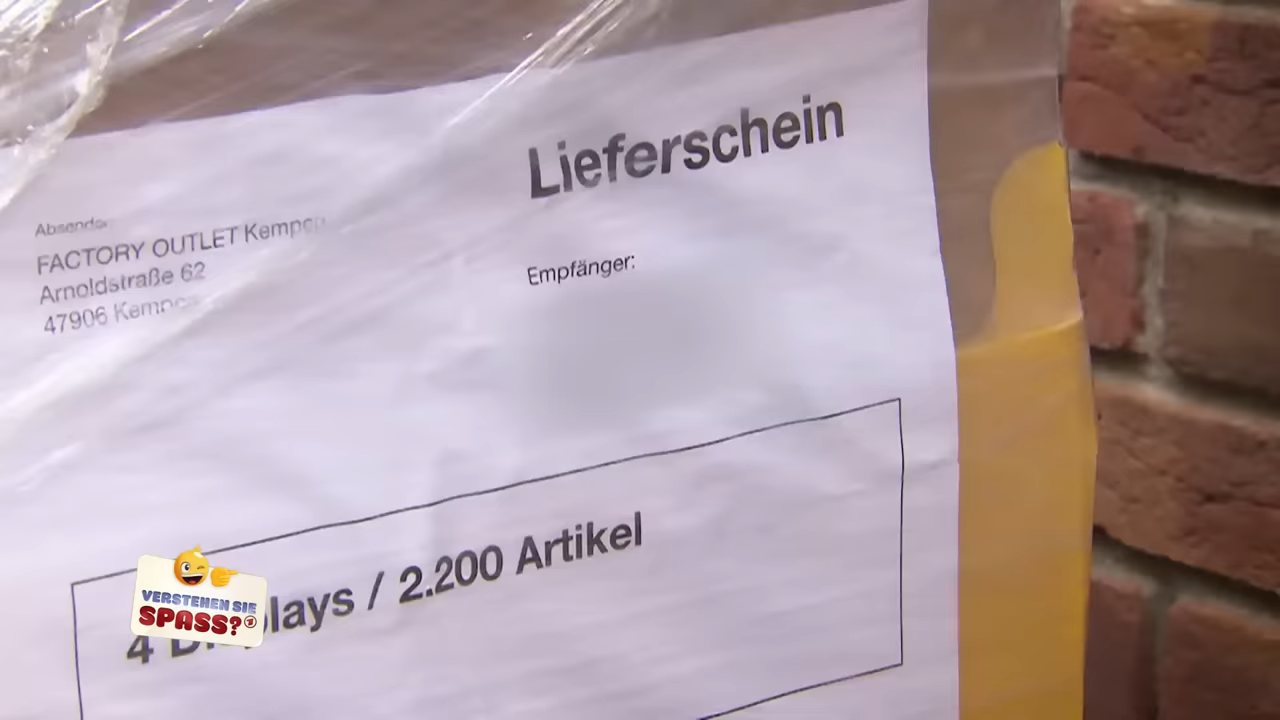 Lieferschein
Absender
FACTORY OUTLET Kempen
Arnoldstraße 62
47906 Kempen
Empfänger:
4 Displays / 2.200 Artikel
VERSTEHEN SIE
SPASS?